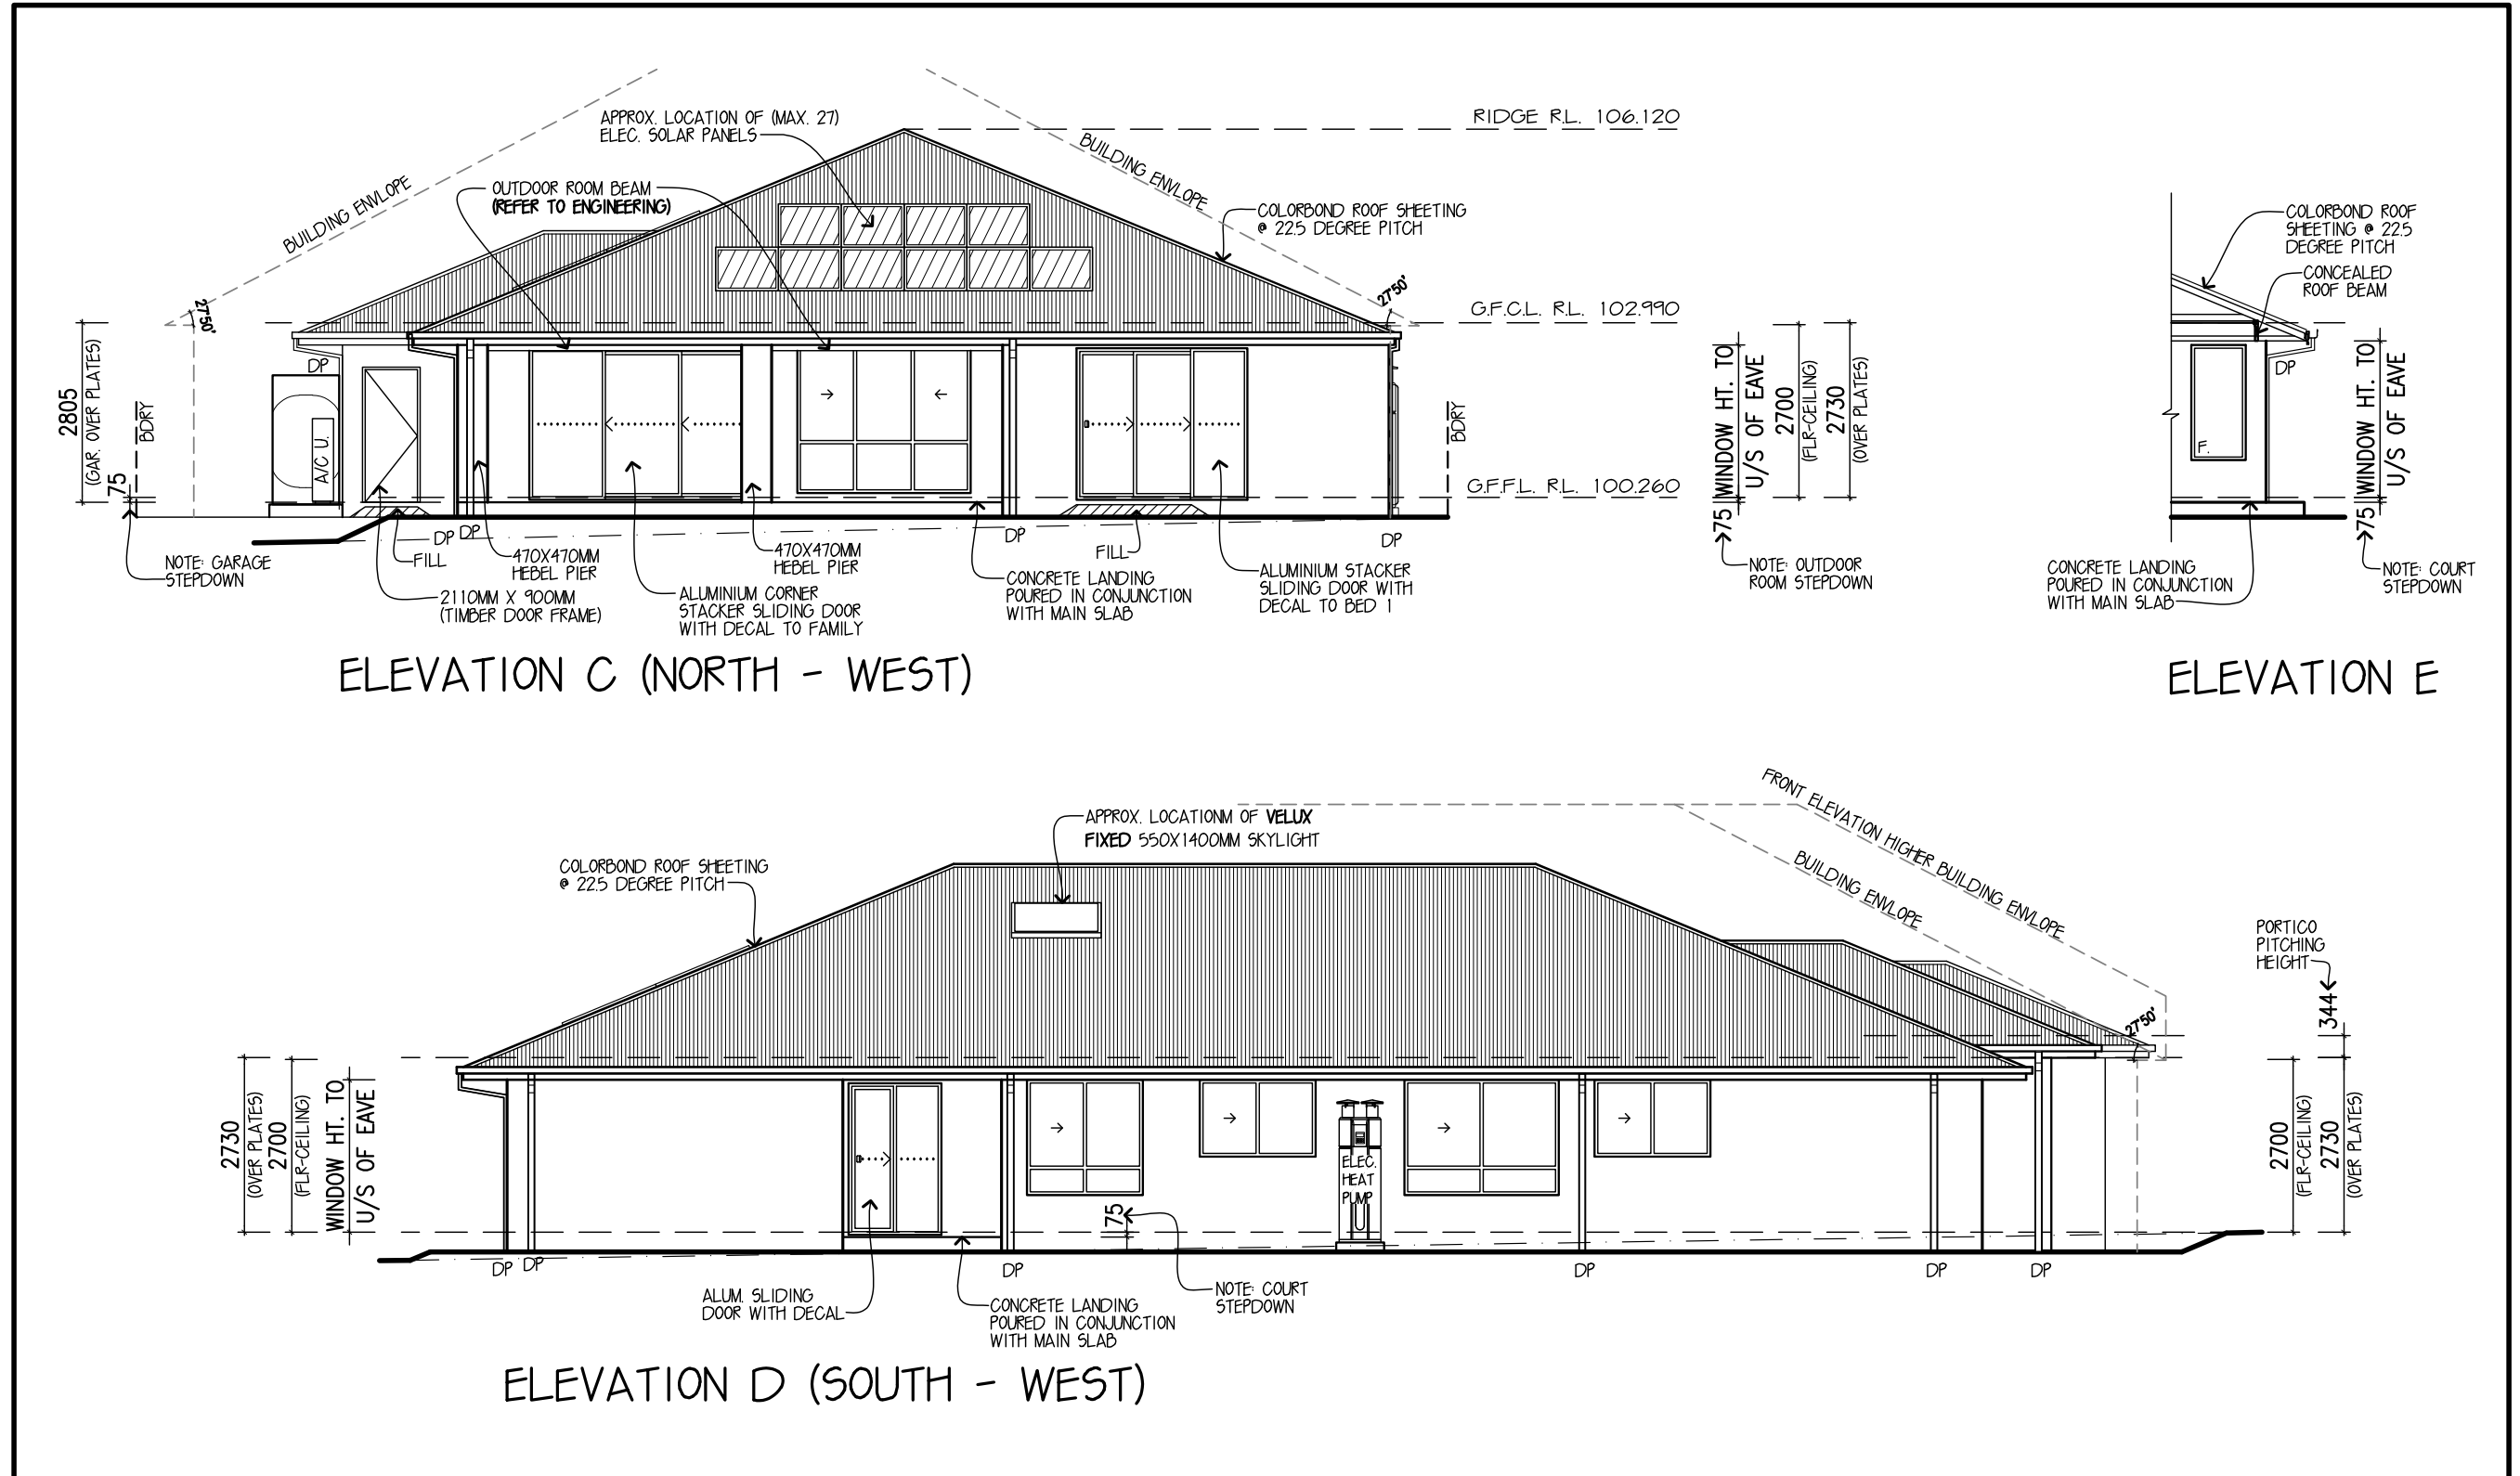 APPROX. LOCATION OF (MAX. 27)
ELEC. SOLAR PANELS
RIDGE R.L. 106.120
BUILDING ENVLOPE
BUILDING ENVLOPE
OUTDOOR ROOM BEAM
(REFER TO ENGINEERING)
COLORBOND ROOF SHEETING
@ 22.5 DEGREE PITCH
27°50'
27°50'
G.F.C.L. R.L. 102.990
2805
(GAR. OVER PLATES)
75
BDRY
DP
A/C U.
BDRY
G.F.F.L. R.L. 100.260
75
WINDOW HT. TO
U/S OF EAVE
2700
(FLR-CEILING)
2730
(OVER PLATES)
DP
DP
DP
DP
NOTE: GARAGE
STEPDOWN
FILL
470X470MM
HEBEL PIER
470X470MM
HEBEL PIER
FILL
2110MM X 900MM
(TIMBER DOOR FRAME)
ALUMINIUM CORNER
STACKER SLIDING DOOR
WITH DECAL TO FAMILY
CONCRETE LANDING
POURED IN CONJUNCTION
WITH MAIN SLAB
ALUMINIUM STACKER
SLIDING DOOR WITH
DECAL TO BED 1
NOTE: OUTDOOR
ROOM STEPDOWN
ELEVATION C (NORTH - WEST)
COLORBOND ROOF
SHEETING @ 22.5
DEGREE PITCH
CONCEALED
ROOF BEAM
DP
F.
75
WINDOW HT. TO
U/S OF EAVE
CONCRETE LANDING
POURED IN CONJUNCTION
WITH MAIN SLAB
NOTE: COURT
STEPDOWN
ELEVATION E
APPROX. LOCATIONM OF VELUX
FIXED 550X1400MM SKYLIGHT
COLORBOND ROOF SHEETING
@ 22.5 DEGREE PITCH
FRONT ELEVATION HIGHER BUILDING ENVLOPE
BUILDING ENVLOPE
PORTICO
PITCHING
HEIGHT
344
27°50'
2730
(OVER PLATES)
2700
(FLR-CEILING)
WINDOW HT. TO
U/S OF EAVE
ELEC.
HEAT
PUMP
75
2700
(FLR-CEILING)
2730
(OVER PLATES)
DP
DP
DP
DP
DP
DP
ALUM. SLIDING
DOOR WITH DECAL
CONCRETE LANDING
POURED IN CONJUNCTION
WITH MAIN SLAB
NOTE: COURT
STEPDOWN
ELEVATION D (SOUTH - WEST)